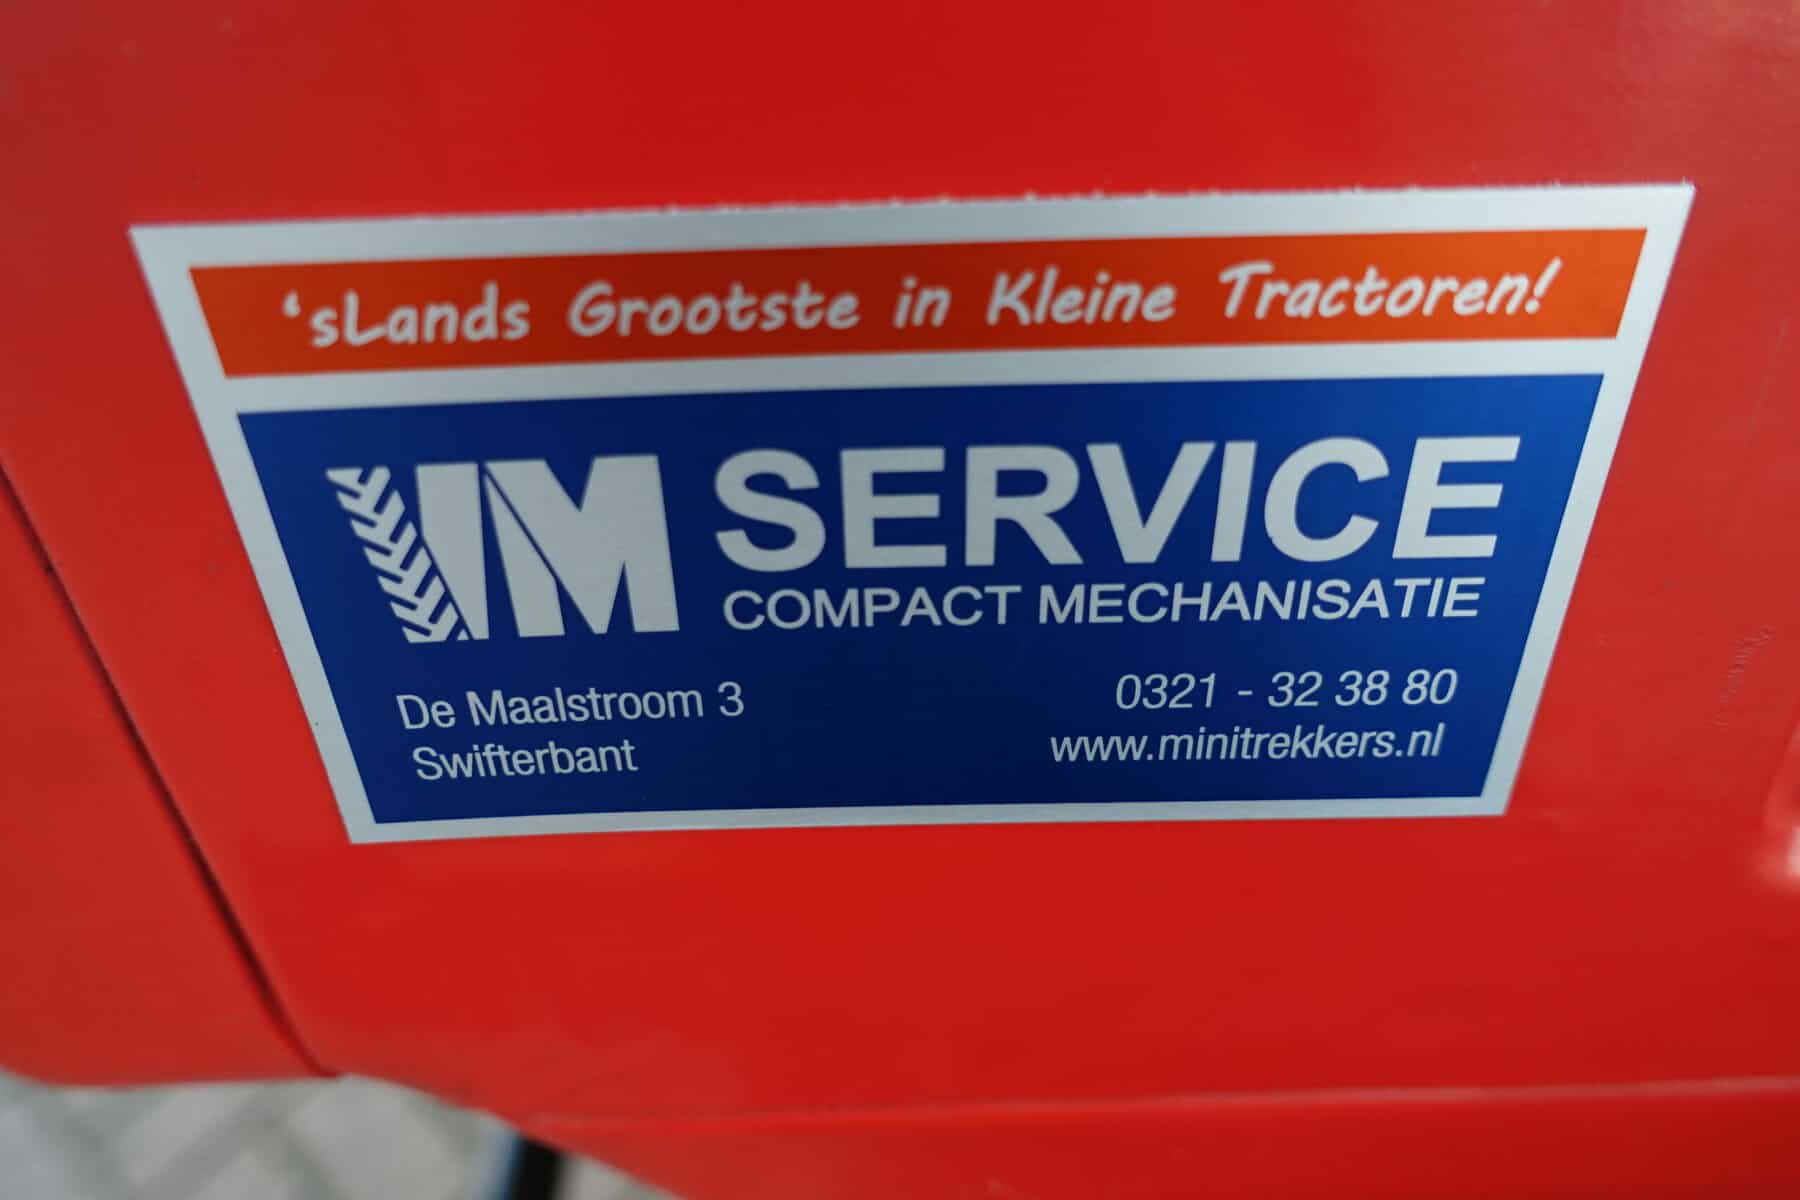 ‘sLands Grootste in Kleine Tractoren!
IM SERVICE
COMPACT MECHANISATIE
De Maalstroom 3
Swifterbant
0321 - 32 38 80
www.minitrekkers.nl